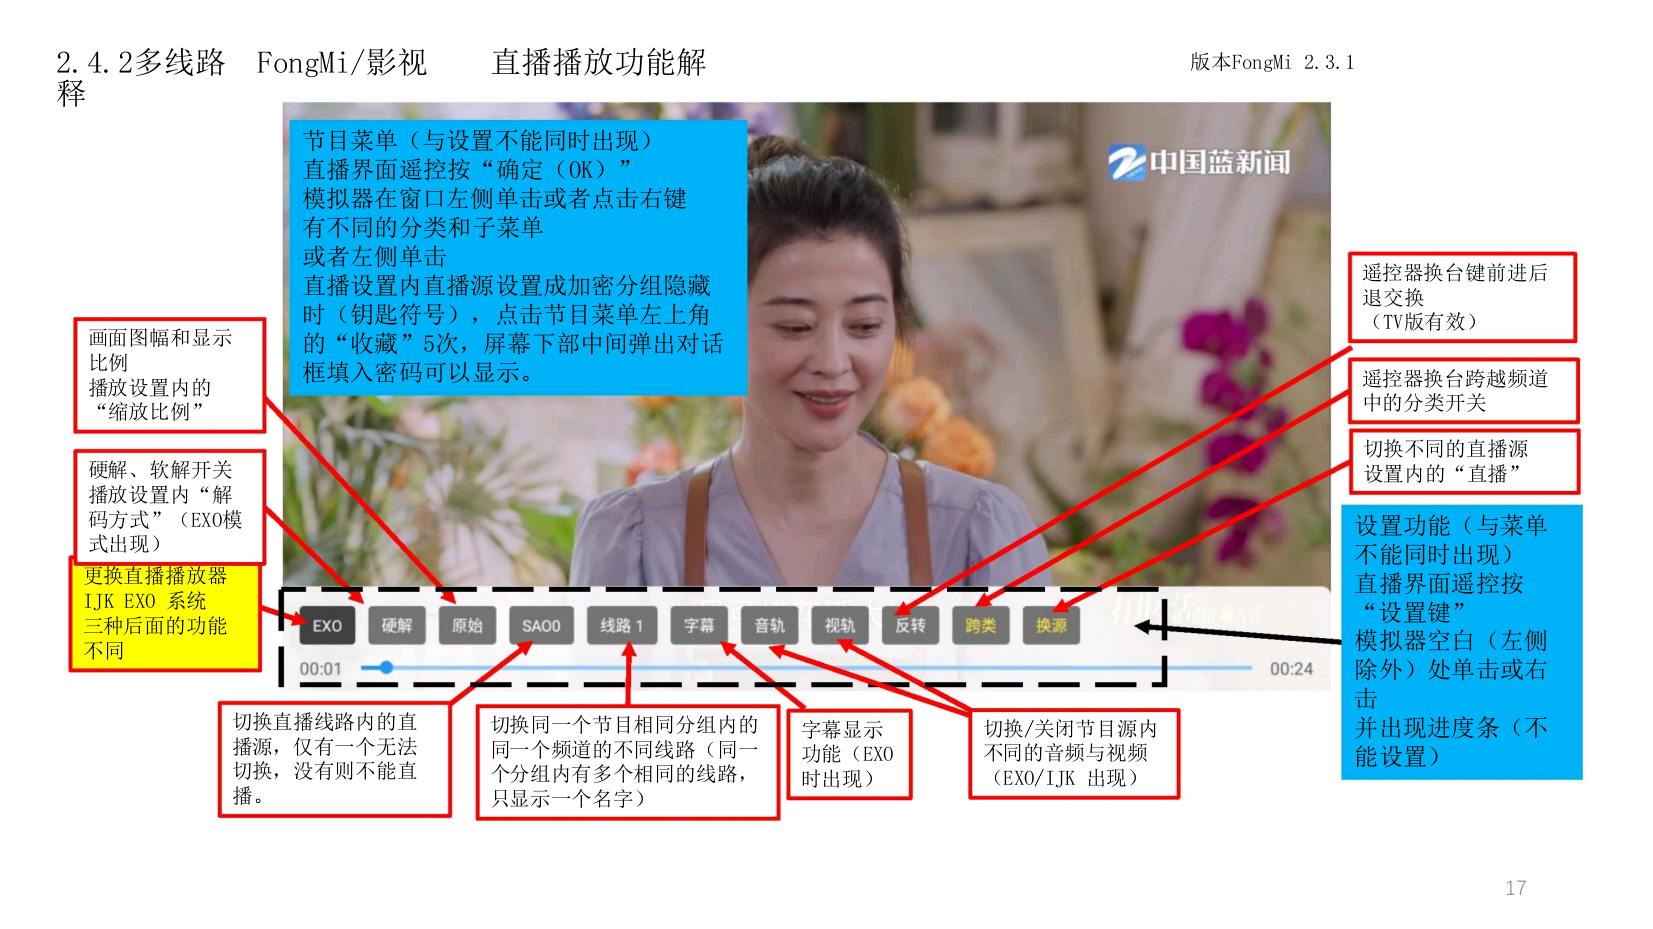 2.4.2多线路　FongMi/影视　　直播播放功能解
释
版本FongMi 2.3.1
节目菜单（与设置不能同时出现）
直播界面遥控按“确定（OK）”
模拟器在窗口左侧单击或者点击右键
有不同的分类和子菜单
或者左侧单击
直播设置内直播源设置成加密分组隐藏
时（钥匙符号），点击节目菜单左上角
的“收藏”5次，屏幕下部中间弹出对话
框填入密码可以显示。
中国蓝新闻
遥控器换台键前进后
退交换
（TV版有效）
遥控器换台跨越频道
中的分类开关
切换不同的直播源
设置内的“直播”
设置功能（与菜单
不能同时出现）
直播界面遥控按
“设置键”
模拟器空白（左侧
除外）处单击或右
击
并出现进度条（不
能设置）
画面图幅和显示
比例
播放设置内的
“缩放比例”
硬解、软解开关
播放设置内“解
码方式”（EXO模
式出现）
更换直播播放器
IJK EXO 系统
三种后面的功能
不同
EXO 硬解 原始 SAO0 线路 1 字幕 音轨 视轨 反转 跨类 换源
00:01 00:24
切换直播线路内的直
播源，仅有一个无法
切换，没有则不能直
播。
切换同一个节目相同分组内的
同一个频道的不同线路（同一
个分组内有多个相同的线路，
只显示一个名字）
字幕显示
功能（EXO
时出现）
切换/关闭节目源内
不同的音频与视频
（EXO/IJK 出现）
17